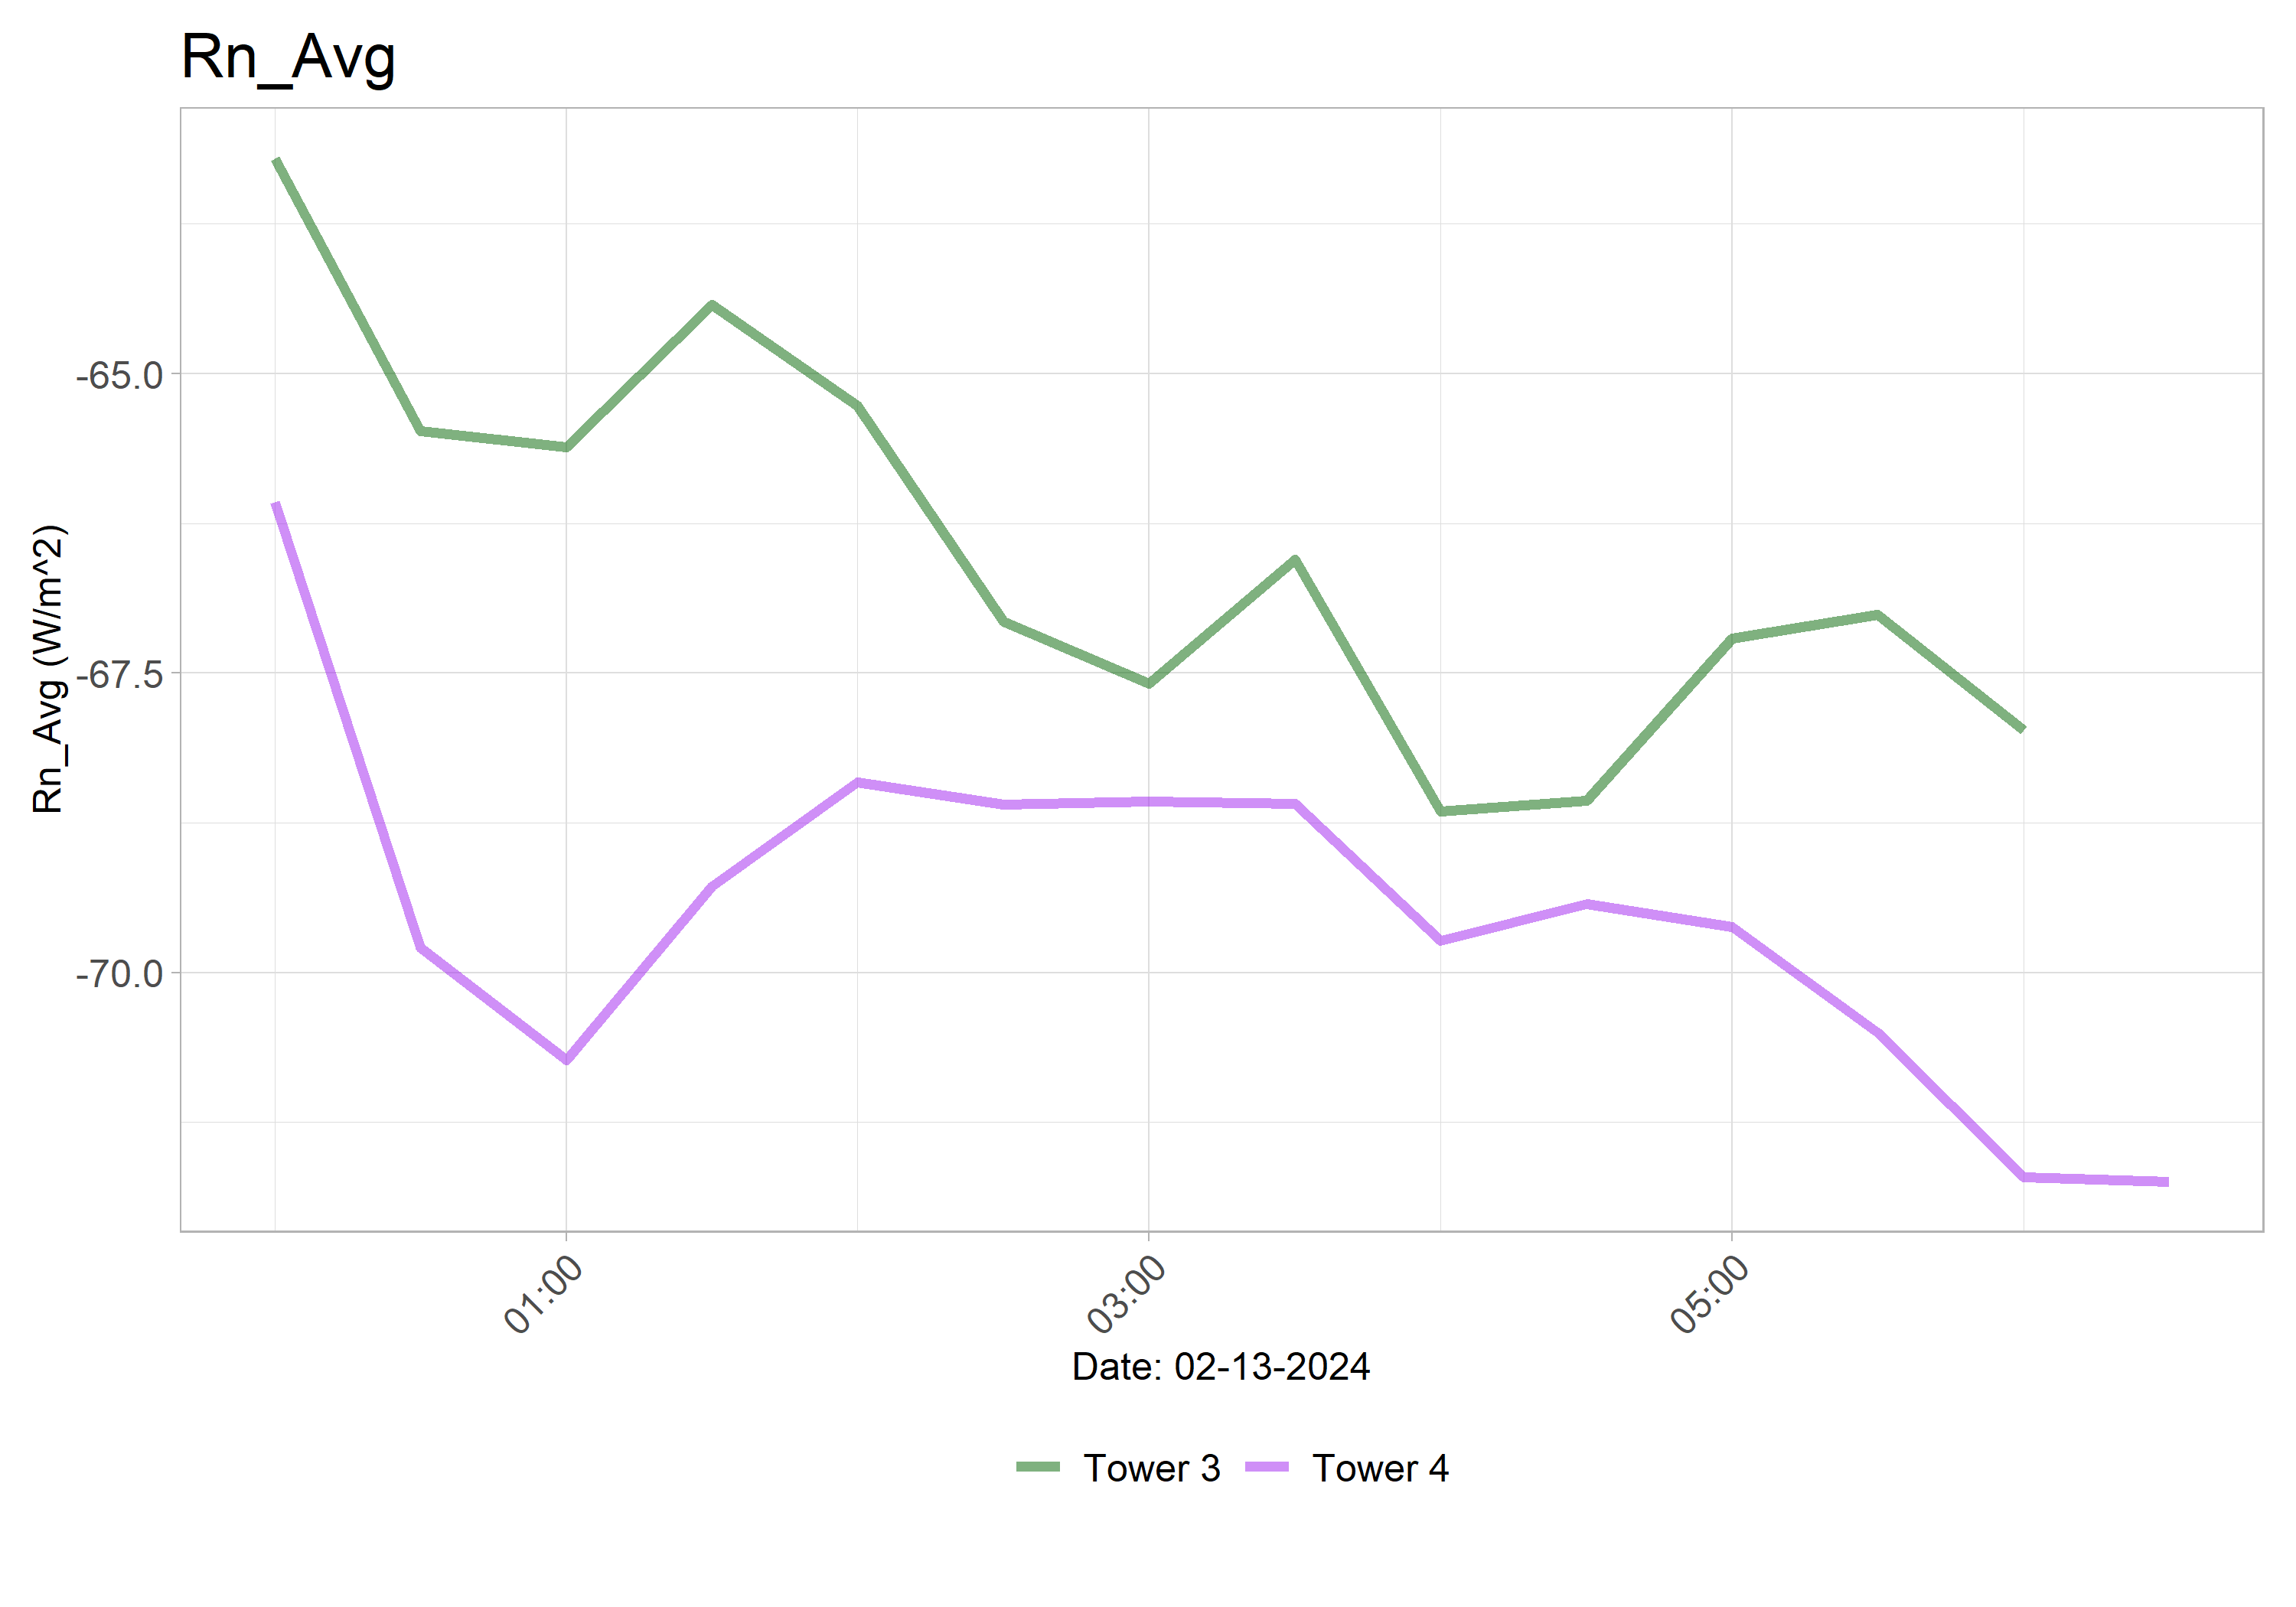 Rn_Avg
Rn_Avg (W/m^2)
-65.0
-67.5
-70.0
01:00
03:00
05:00
Date: 02-13-2024
Tower 3
Tower 4